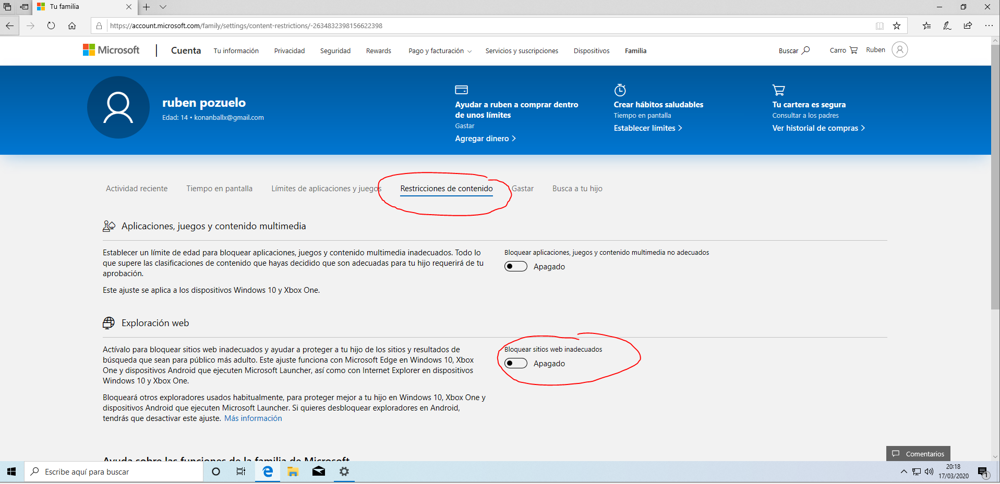 Tu familia
https://account.microsoft.com/family/settings/content-restrictions/-2634832398156622398
Microsoft
Cuenta
Tu información
Privacidad
Seguridad
Rewards
Pago y facturación
Servicios y suscripciones
Dispositivos
Familia
Buscar
Carro
Ruben
ruben pozuelo
Edad: 14 • konanballx@gmail.com
Ayudar a ruben a comprar dentro
de unos límites
Gastar
Agregar dinero
Crear hábitos saludables
Tiempo en pantalla
Establecer límites
Tu cartera es segura
Consultar a los padres
Ver historial de compras
Actividad reciente
Tiempo en pantalla
Límites de aplicaciones y juegos
Restricciones de contenido
Gastar
Busca a tu hijo
Aplicaciones, juegos y contenido multimedia
Establecer un límite de edad para bloquear aplicaciones, juegos y contenido multimedia inadecuados. Todo lo
que supere las clasificaciones de contenido que hayas decidido que son adecuadas para tu hijo requerirá de tu
aprobación.
Este ajuste se aplica a los dispositivos Windows 10 y Xbox One.
Bloquear aplicaciones, juegos y contenido multimedia no adecuados
Apagado
Exploración web
Actívalo para bloquear sitios web inadecuados y ayudar a proteger a tu hijo de los sitios y resultados de
búsqueda que sean para público más adulto. Este ajuste funciona con Microsoft Edge en Windows 10, Xbox
One y dispositivos Android que ejecuten Microsoft Launcher, así como con Internet Explorer en dispositivos
Windows 10 y Xbox One.
Bloqueará otros exploradores usados habitualmente, para proteger mejor a tu hijo en Windows 10, Xbox One y
dispositivos Android que ejecuten Microsoft Launcher. Si quieres desbloquear exploradores en Android,
tendrás que desactivar este ajuste. Más información
Bloquear sitios web inadecuados
Apagado
Ayuda sobre las funciones de la familia de Microsoft
Comentarios
Escribe aquí para buscar
20:18
17/03/2020
1